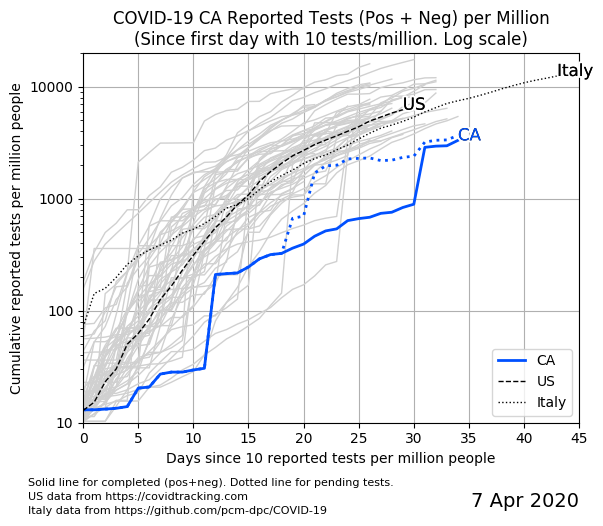 COVID-19 CA Reported Tests (Pos + Neg) per Million
(Since first day with 10 tests/million. Log scale)
Cumulative reported tests per million people
10000
1000
100
10
Italy
US
CA
CA
US
Italy
0 5 10 15 20 25 30 35 40 45
Days since 10 reported tests per million people
Solid line for completed (pos+neg). Dotted line for pending tests.
US data from https://covidtracking.com
Italy data from https://github.com/pcm-dpc/COVID-19
7 Apr 2020